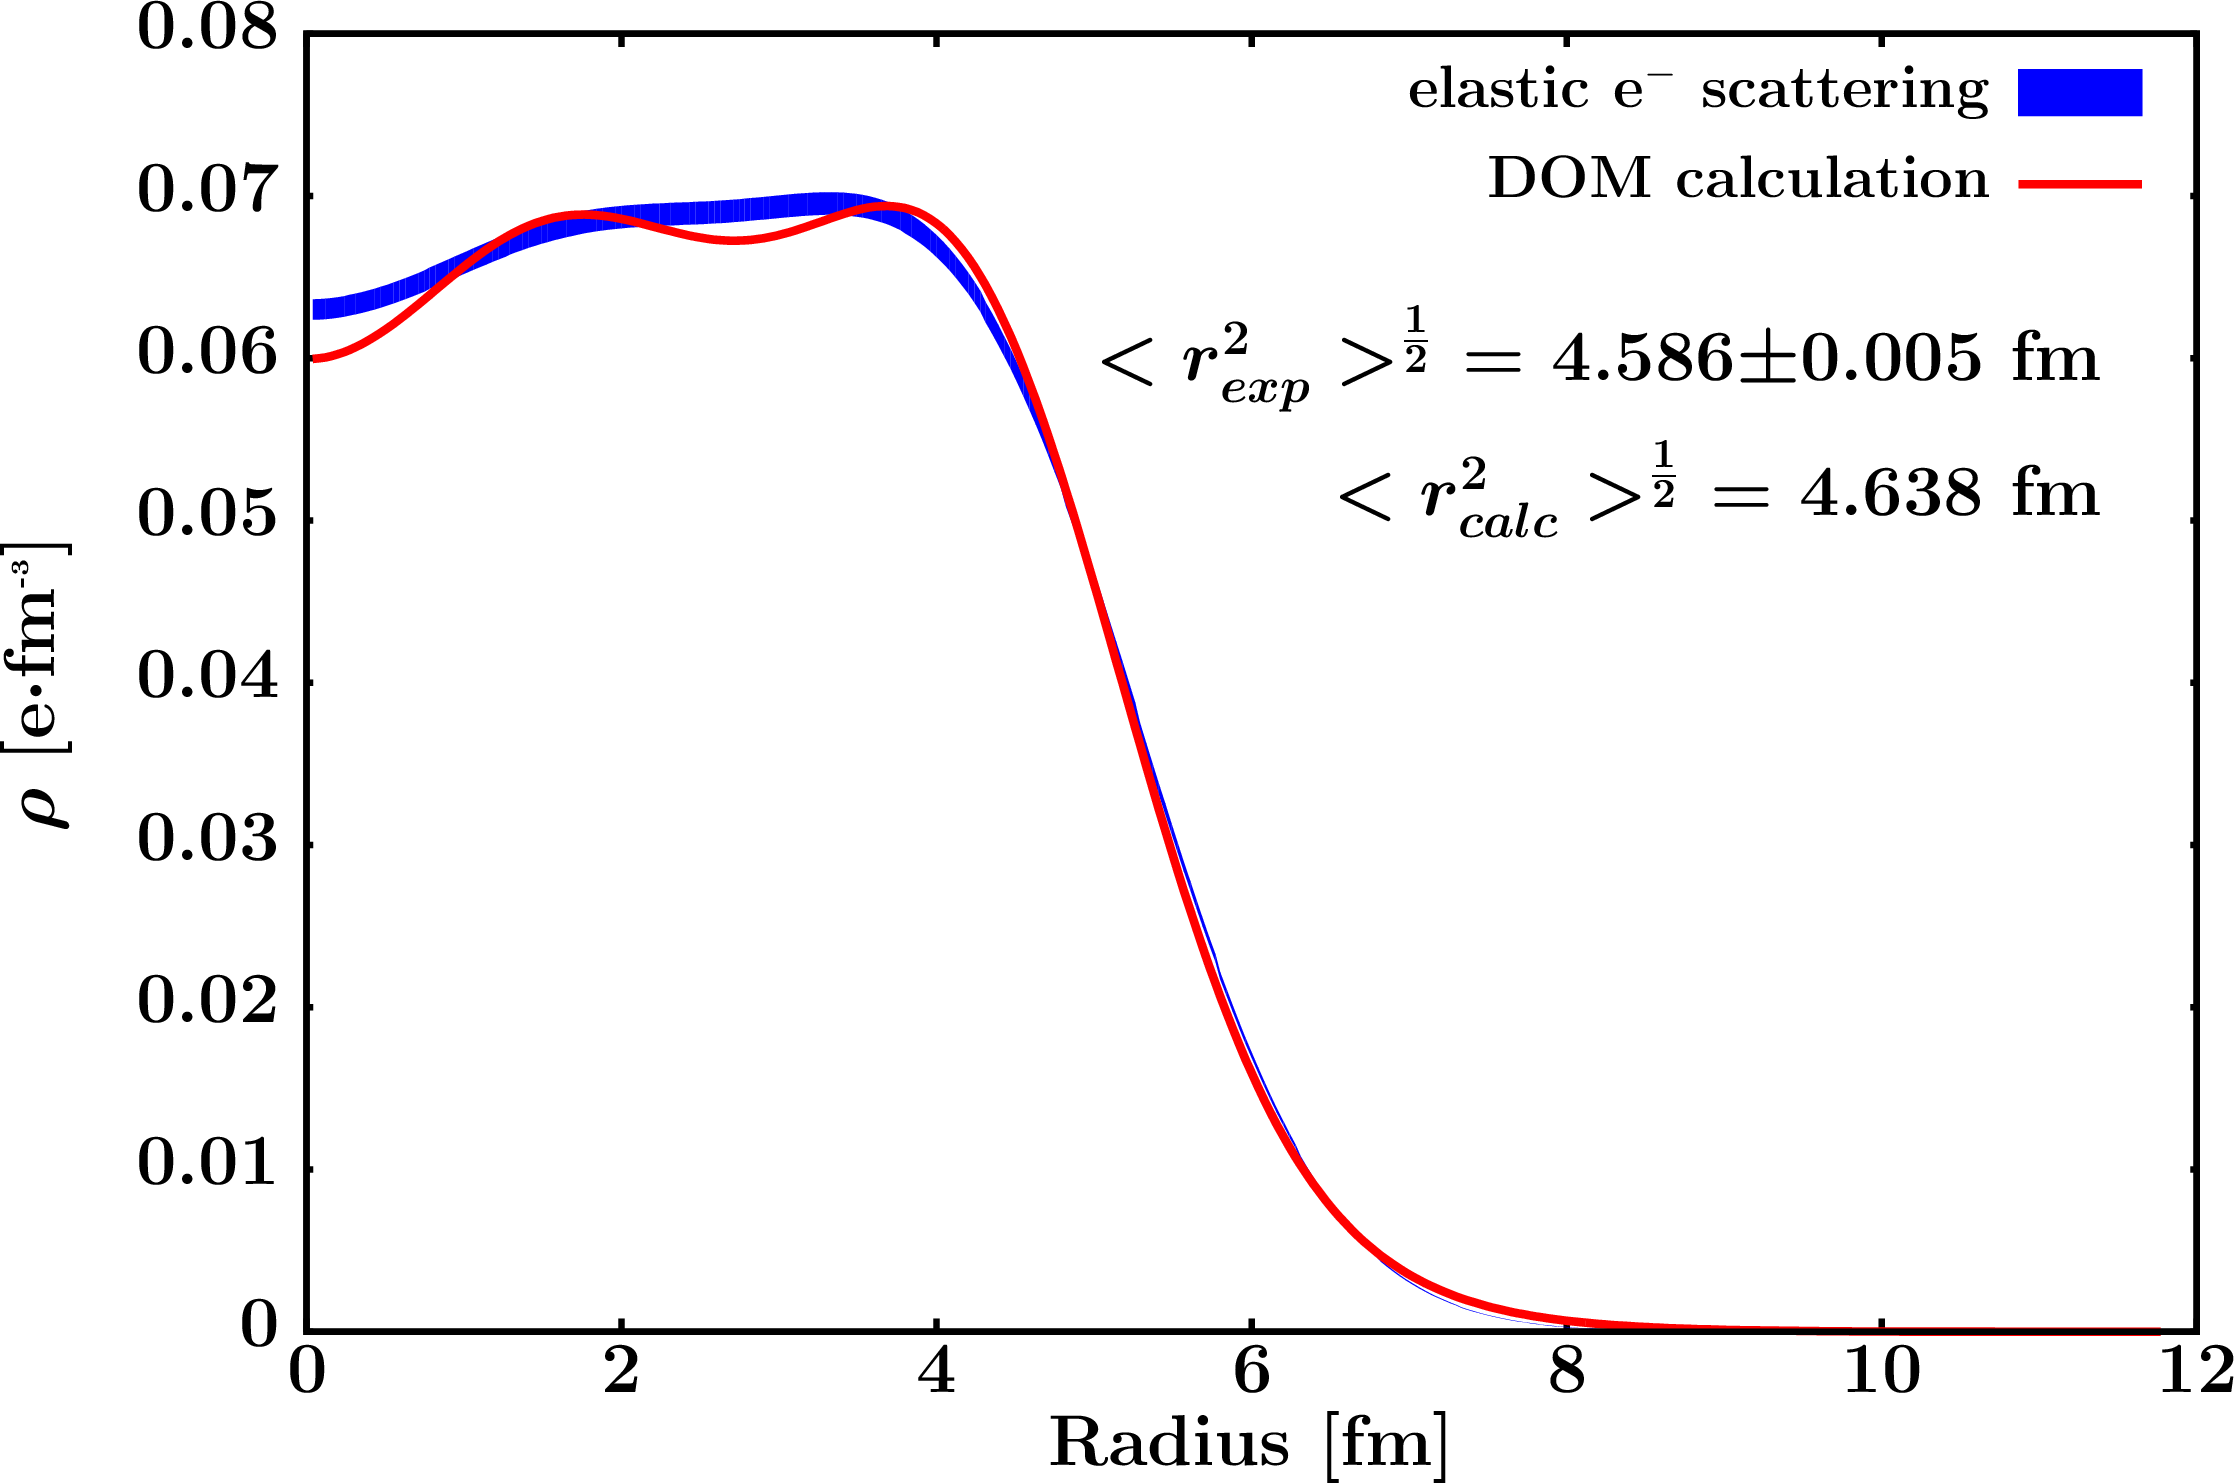 0.08
0.07
0.06
0.05
0.04
0.03
0.02
0.01
0
0 2 4 6 8 10 12
Radius [fm]
ρ [e·fm⁻³]
elastic e⁻ scattering
DOM calculation
< r²exp >^½ = 4.586±0.005 fm
< r²calc >^½ = 4.638 fm